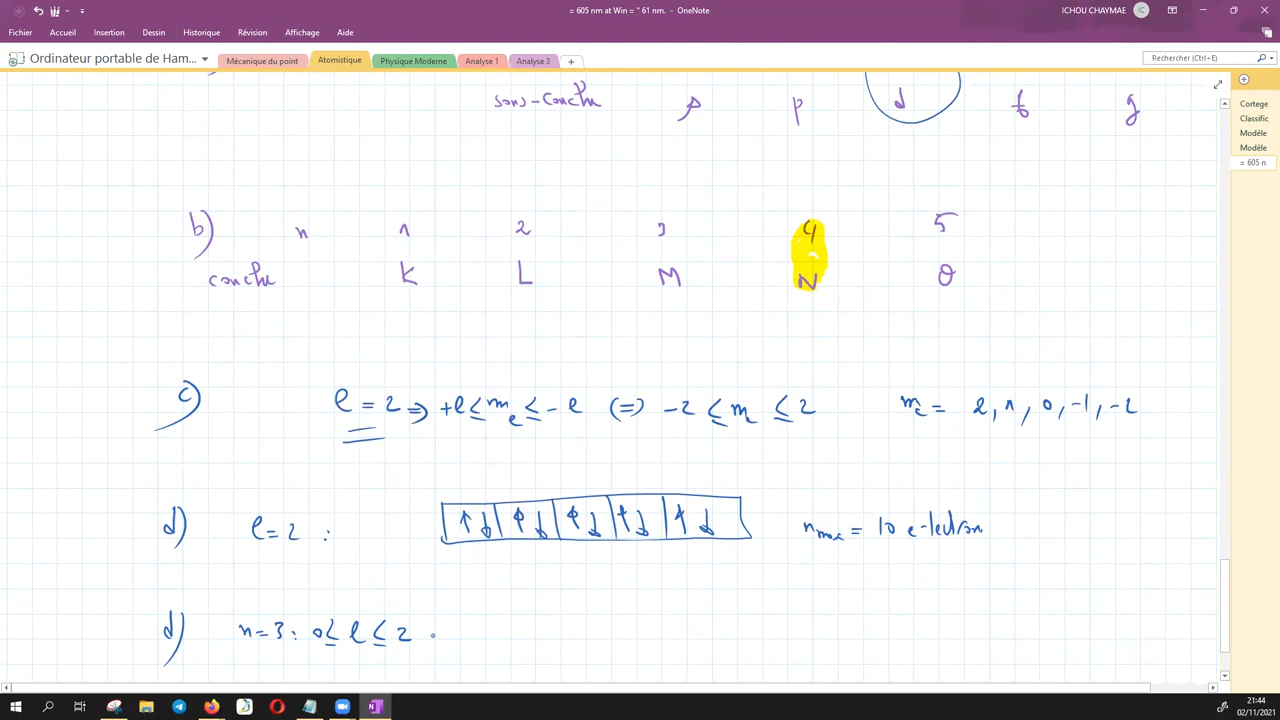 = 605 nm at Win = " 61 nm. - OneNote
ICHOU CHAYMAE IC
Fichier Accueil Insertion Dessin Historique Révision Affichage Aide
Ordinateur portable de Ham... Mécanique du point Atomistique Physique Moderne Analyse 1 Analyse 3 Rechercher (Ctrl+E)
Cortege
Classific
Modèle
Modèle
= 605 n
sous-couche s p d f g
b) n 1 2 3 4 5
couche K L M N O
c) l = 2 => +l ≤ me ≤ -l (=) -2 ≤ m ≤ 2 me = 2, 1, 0, -1, -2
d) l = 2 : ↑↓ ↑↓ ↑↓ ↑↓ ↑↓ nmax = 10 e-lectron
d) n = 3 : 0 ≤ l ≤ 2
21:44
02/11/2021